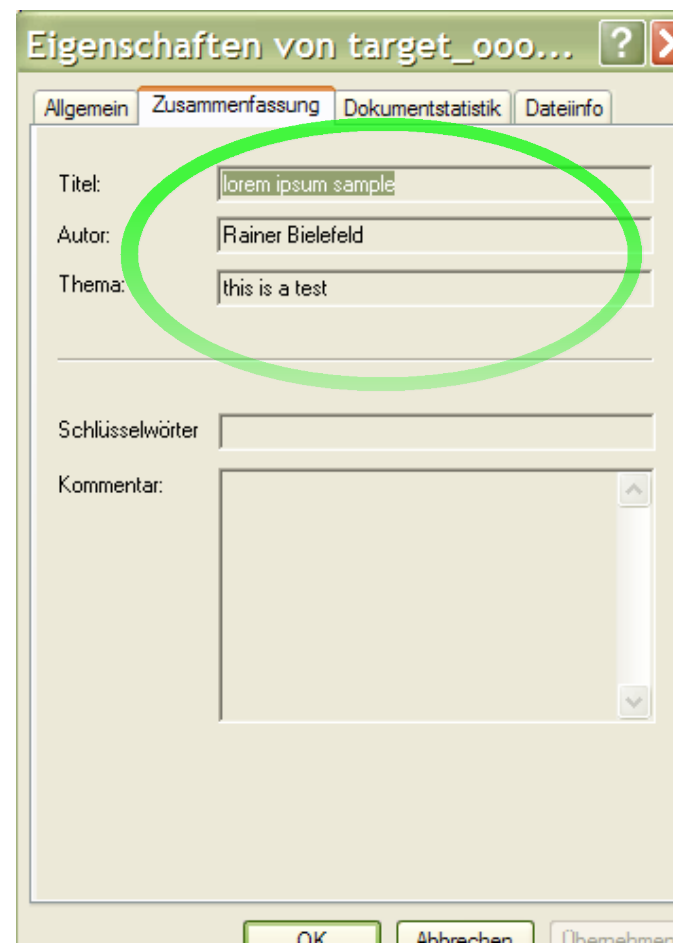 Eigenschaften von target_ooo...
Allgemein Zusammenfassung Dokumentstatistik Dateiinfo
Titel: lorem ipsum sample
Autor: Rainer Bielefeld
Thema: this is a test
Schlüsselwörter
Kommentar:
OK Abbrechen Übernehmen